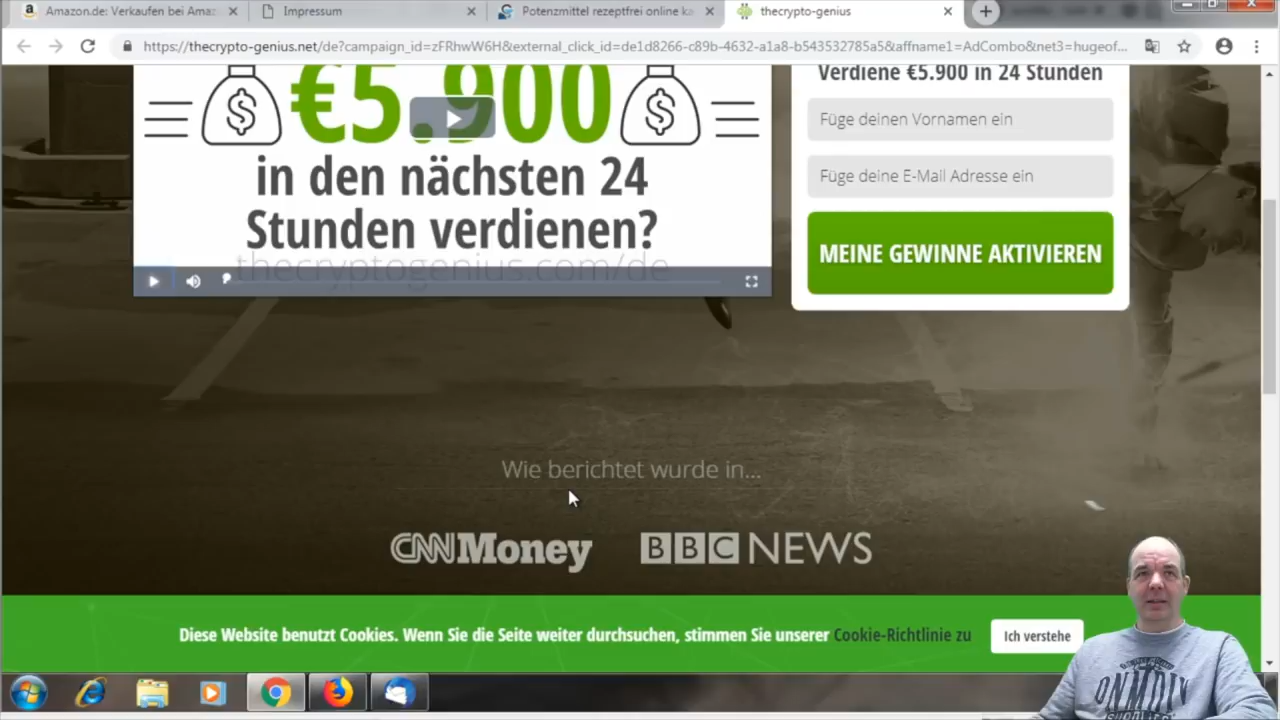 Amazon.de: Verkaufen bei Amaz
Impressum
Potenzmittel rezeptfrei online ka
thecrypto-genius
https://thecrypto-genius.net/de?campaign_id=zFRhwW6H&external_click_id=de1d8266-c89b-4632-a1a8-b543532785a5&affname1=AdCombo&net3=hugeof...
€5.900
in den nächsten 24
Stunden verdienen?
thecryptogenius.com/de
Verdiene €5.900 in 24 Stunden
Füge deinen Vornamen ein
Füge deine E-Mail Adresse ein
MEINE GEWINNE AKTIVIEREN
Wie berichtet wurde in...
CNNMoney
BBC NEWS
Diese Website benutzt Cookies. Wenn Sie die Seite weiter durchsuchen, stimmen Sie unserer Cookie-Richtlinie zu
Ich verstehe